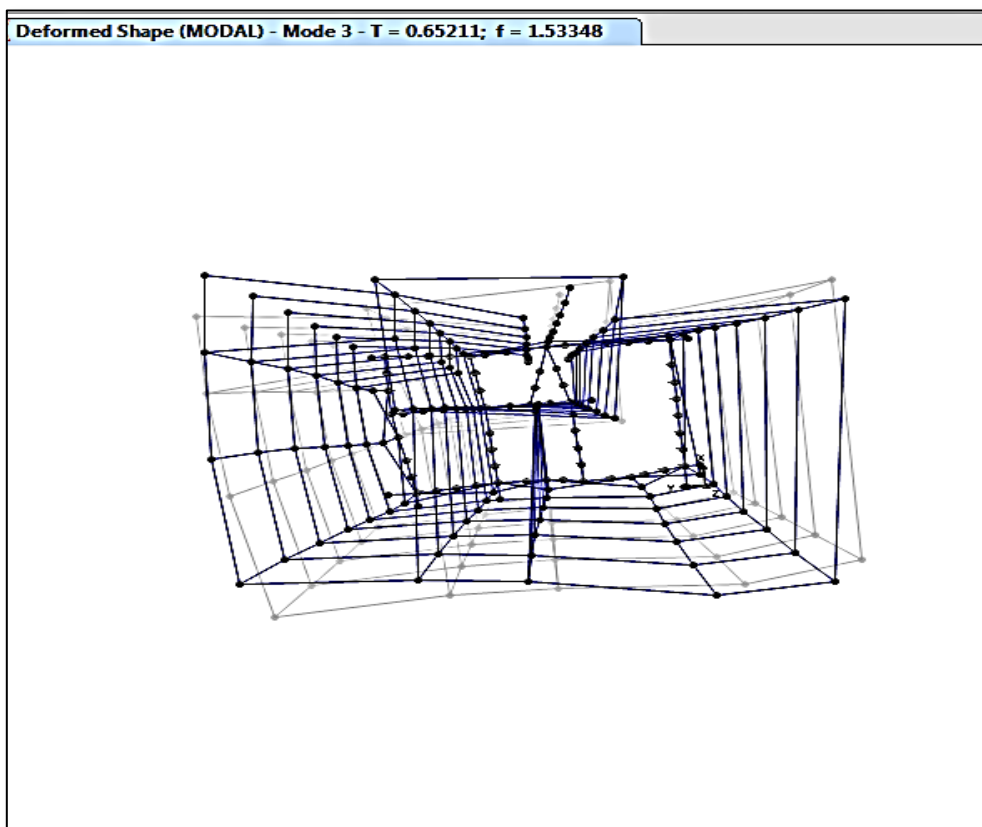 Deformed Shape (MODAL) - Mode 3 - T = 0.65211; f = 1.53348
X
Y
Z